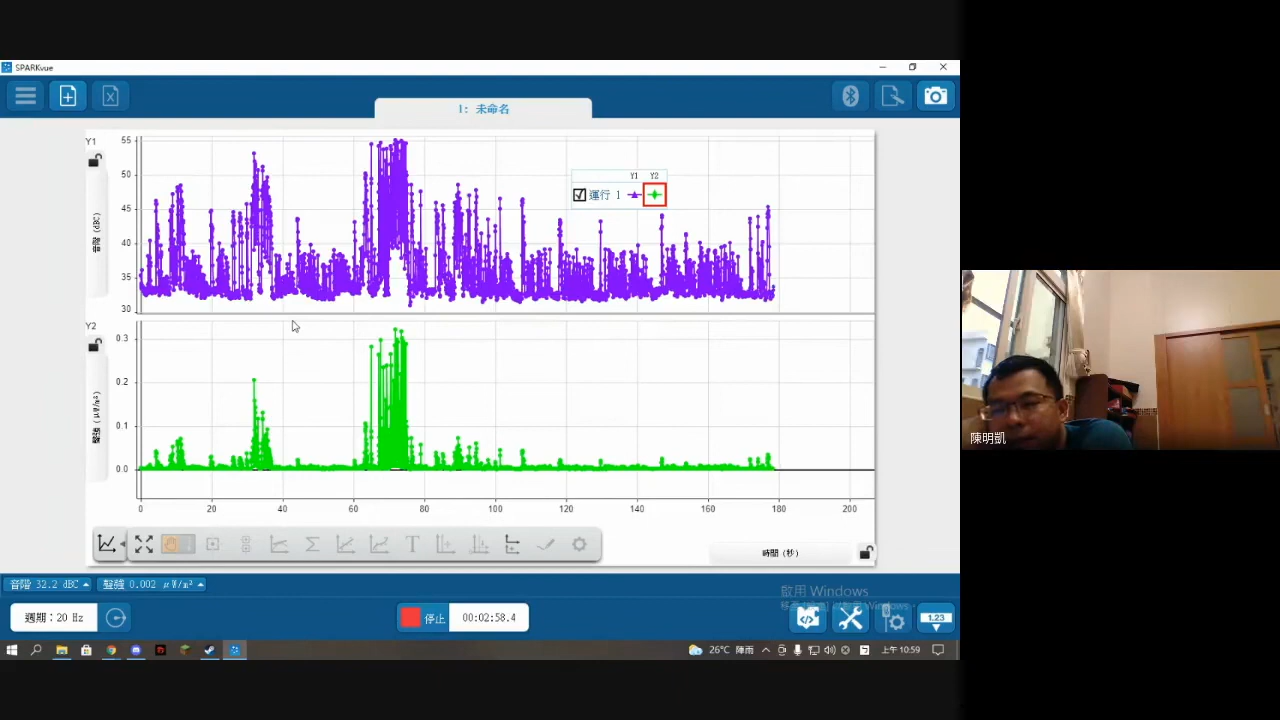 SPARKvue
1: 未命名
Y1
55
50
45
40
35
30
音階 (dBC)
Y1 Y2
運行 1
Y2
0.3
0.2
0.1
0.0
聲強 (μW/m²)
0 20 40 60 80 100 120 140 160 180 200
T
時間 (秒)
音階 32.2 dBC
聲強 0.002 μW/m²
啟用 Windows
週期：20 Hz
停止
00:02:58.4
1.23
26°C 陣雨
上午 10:59
陳明凱